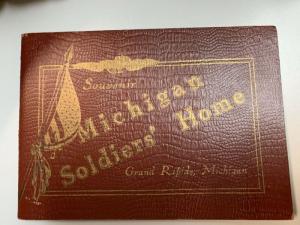 Souvenir
Michigan
Soldiers' Home
Grand Rapids, Michigan